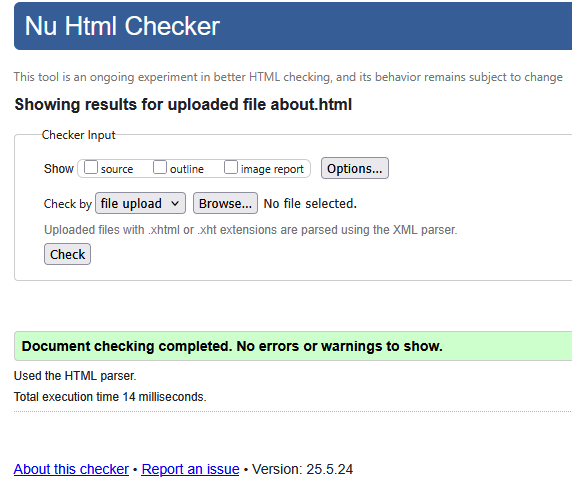 Nu Html Checker
This tool is an ongoing experiment in better HTML checking, and its behavior remains subject to change
Showing results for uploaded file about.html
Checker Input
Show source outline image report Options...
Check by file upload Browse... No file selected.
Uploaded files with .xhtml or .xht extensions are parsed using the XML parser.
Check
Document checking completed. No errors or warnings to show.
Used the HTML parser.
Total execution time 14 milliseconds.
About this checker • Report an issue • Version: 25.5.24